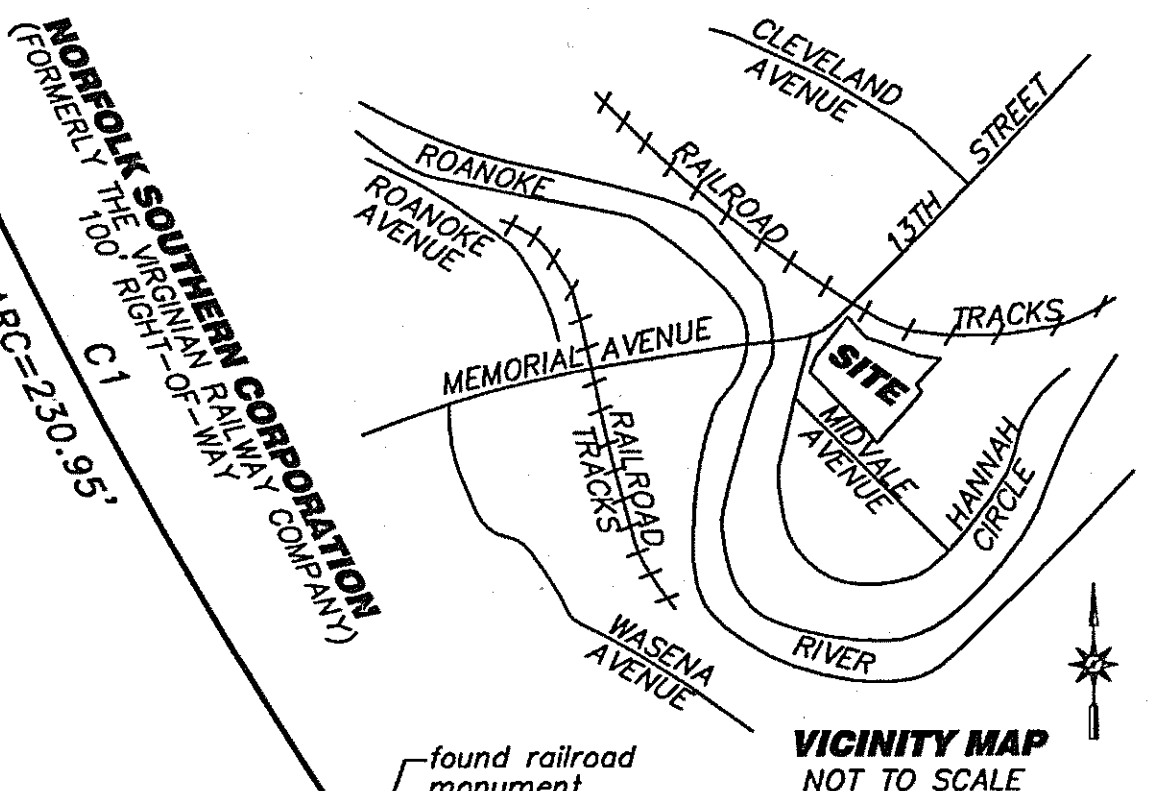 NORFOLK SOUTHERN CORPORATION
(FORMERLY THE VIRGINIAN RAILWAY COMPANY)
100' RIGHT-OF-WAY
C1
ARC=230.95'
CLEVELAND
AVENUE
13TH STREET
RAILROAD TRACKS
ROANOKE RIVER
ROANOKE
AVENUE
MEMORIAL AVENUE
RAILROAD
TRACKS
SITE
MIDVALE
AVENUE
HANNAH
CIRCLE
WASENA
AVENUE
found railroad
monument
VICINITY MAP
NOT TO SCALE